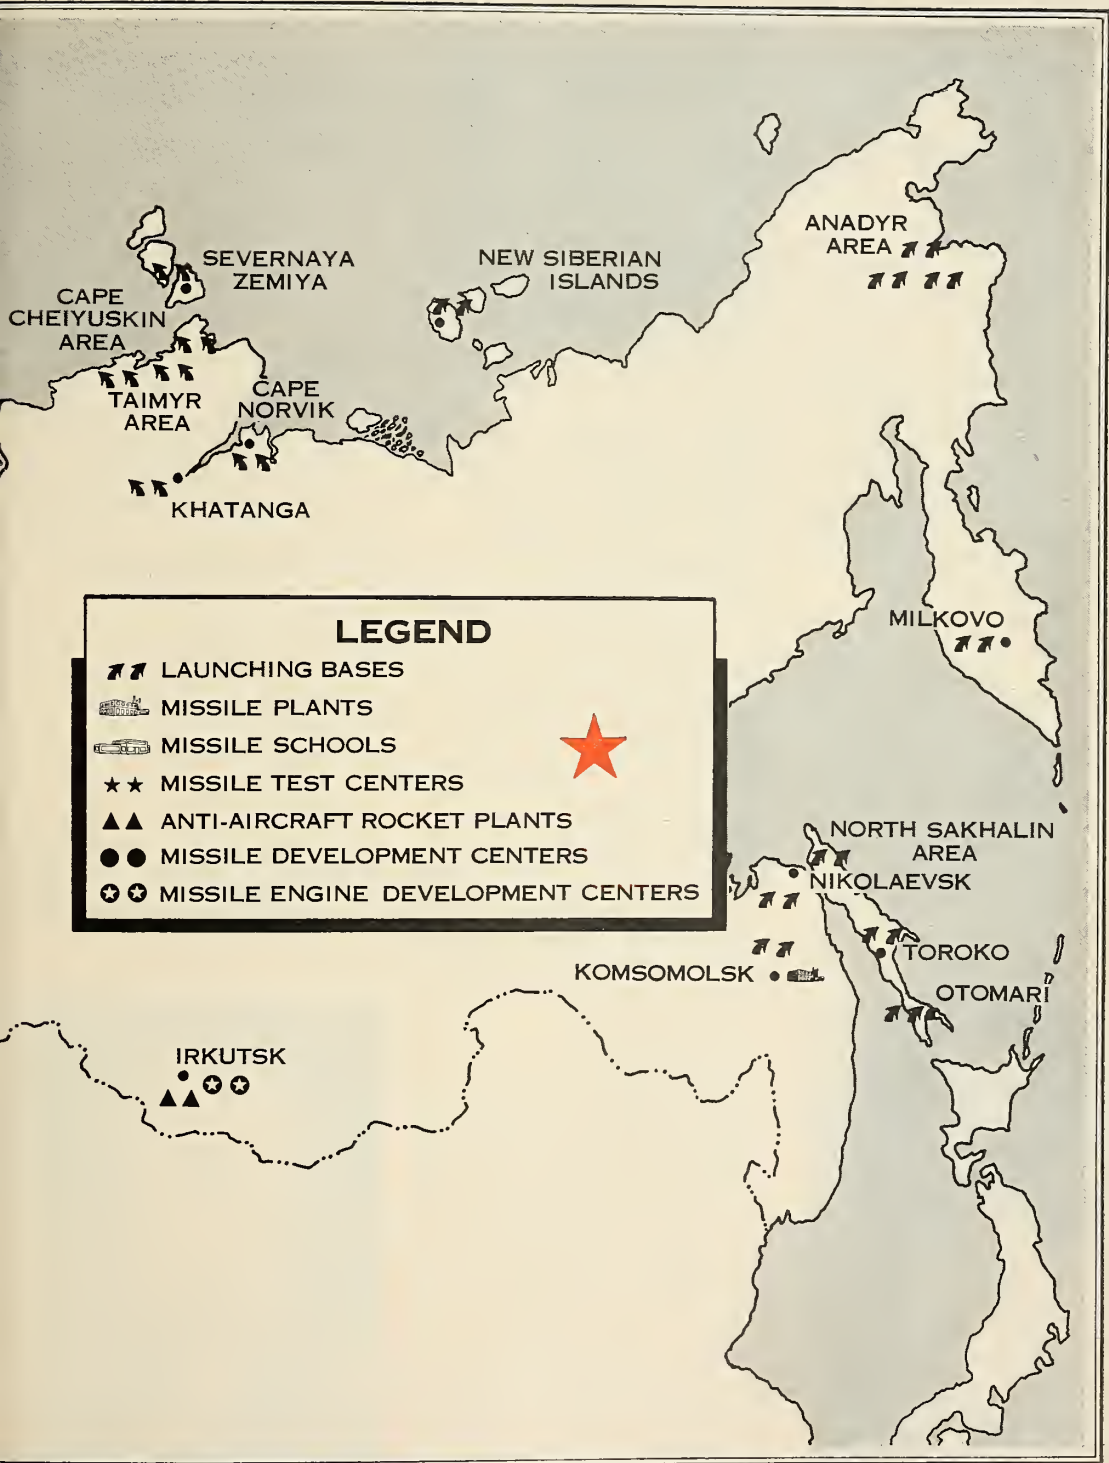 ANADYR
AREA
SEVERNAYA
ZEMIYA
NEW SIBERIAN
ISLANDS
CAPE
CHEIYUSKIN
AREA
TAIMYR
AREA
CAPE
NORVIK
KHATANGA
MILKOVO
LEGEND
LAUNCHING BASES
MISSILE PLANTS
MISSILE SCHOOLS
MISSILE TEST CENTERS
ANTI-AIRCRAFT ROCKET PLANTS
MISSILE DEVELOPMENT CENTERS
MISSILE ENGINE DEVELOPMENT CENTERS
NORTH SAKHALIN
AREA
NIKOLAEVSK
TOROKO
KOMSOMOLSK
OTOMARI
IRKUTSK